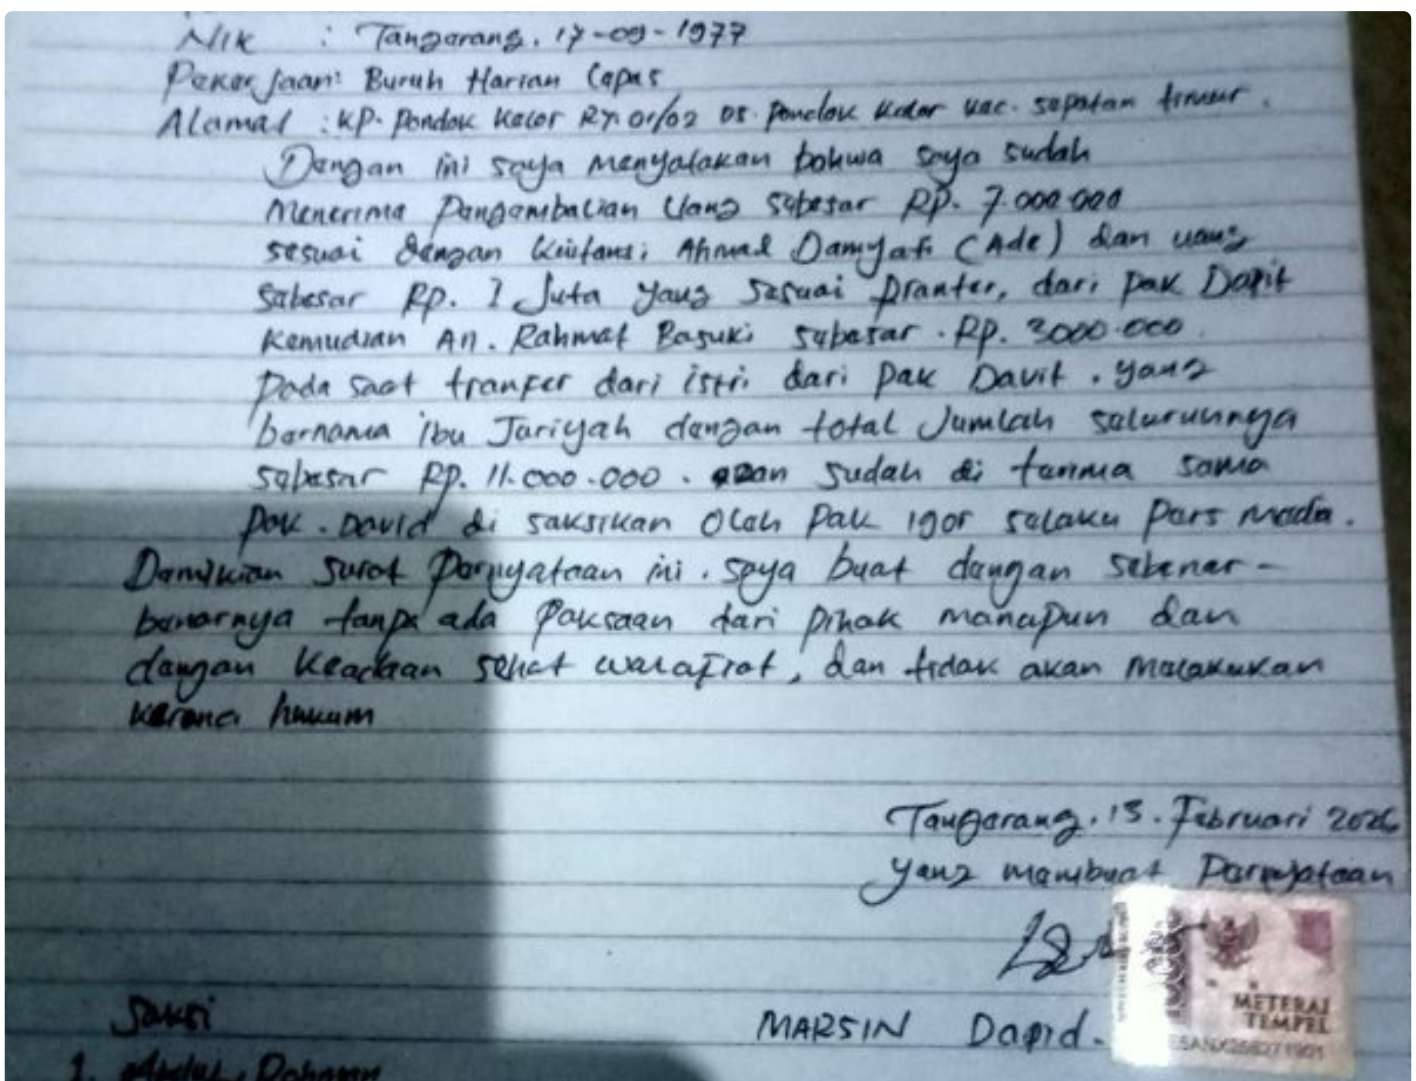 NIK : Tangerang, 17-09-1977
Pekerjaan: Buruh Harian Lepas
Alamat : KP. Pondok Kelor RT. 01/02 DS. Pondok Kelor Kec. Sepatan timur.
Dengan ini saya menyatakan bahwa saya sudah
Menerima Pengembalian Uang sebesar RP. 7.000.000
sesuai dengan Kwitansi Ahmad Damyati (Ade) dan uang
sebesar RP. 1 Juta yang sesuai Tranfer, dari pak Dapit
Kemudian An. Rahmat Basuki sebesar. RP. 3000.000
Pada saat tranfer dari istri dari pak Davit. yang
bernama ibu Jariyah dengan total Jumlah seluruhnya
sebesar RP. 11.000.000. sudah di terima sama
Pak. David di saksikan Oleh Pak Igor selaku Pers Media.
Demikian surat Pernyataan ini. saya buat dengan sebenar-
benarnya tanpa ada Paksaan dari pihak manapun dan
dengan keadaan sehat walafiat, dan tidak akan melakukan
hukum
Tangerang. 15. Februari 2026
yang membuat Pernyataan
METERAI
TEMPEL
MARSIN Dapid.
Saksi
1.